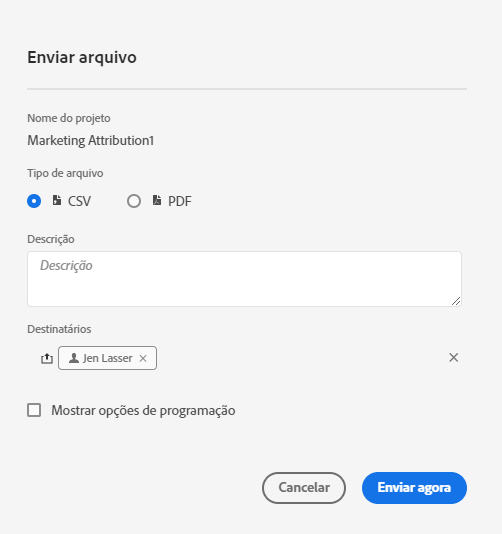 Enviar arquivo
Nome do projeto
Marketing Attribution1
Tipo de arquivo
CSV PDF
Descrição
Descrição
Destinatários
Jen Lasser
Mostrar opções de programação
Cancelar Enviar agora